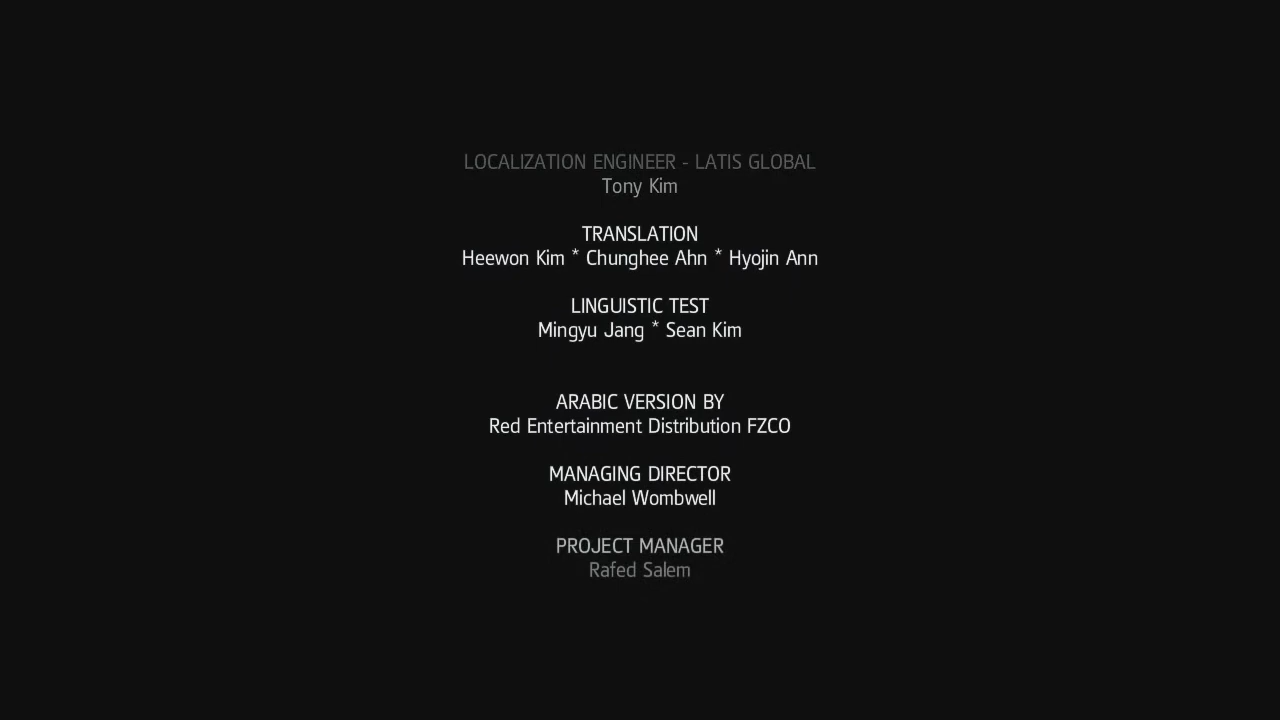 LOCALIZATION ENGINEER - LATIS GLOBAL
Tony Kim
TRANSLATION
Heewon Kim * Chunghee Ahn * Hyojin Ann
LINGUISTIC TEST
Mingyu Jang * Sean Kim
ARABIC VERSION BY
Red Entertainment Distribution FZCO
MANAGING DIRECTOR
Michael Wombwell
PROJECT MANAGER
Rafed Salem